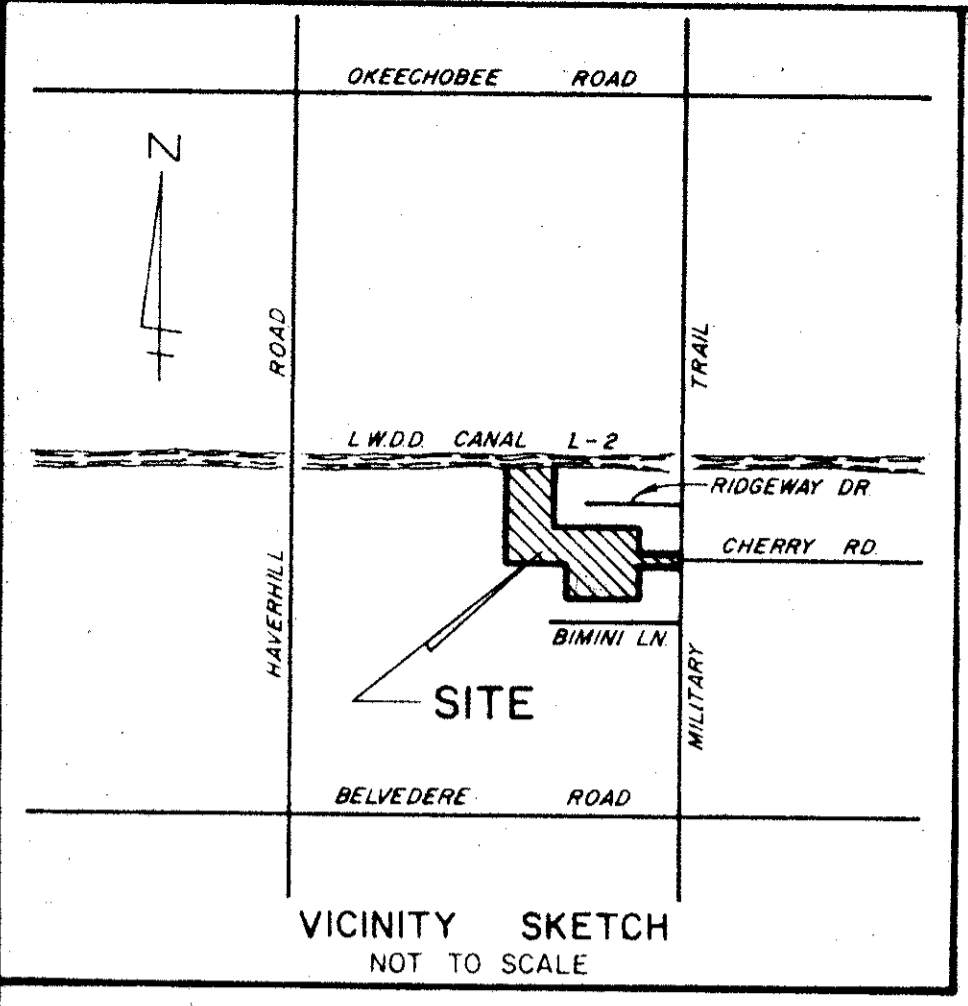 OKEECHOBEE ROAD
N
ROAD
TRAIL
L.W.D.D. CANAL L-2
RIDGEWAY DR.
CHERRY RD.
HAVERHILL
BIMINI LN.
SITE
MILITARY
BELVEDERE ROAD
VICINITY SKETCH
NOT TO SCALE